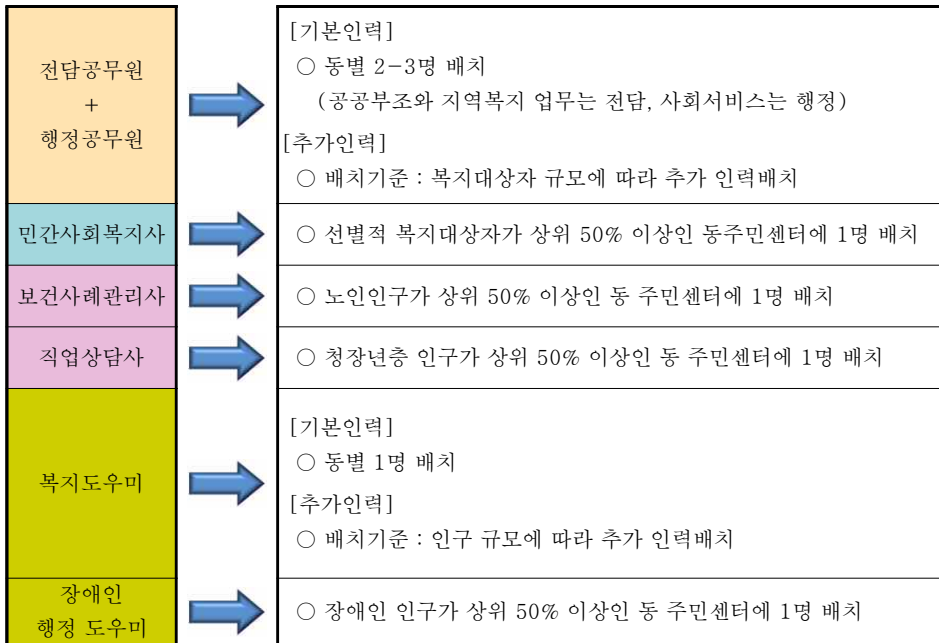 전담공무원
+
행정공무원
[기본인력]
○ 동별 2-3명 배치
(공공부조와 지역복지 업무는 전담, 사회서비스는 행정)
[추가인력]
○ 배치기준 : 복지대상자 규모에 따라 추가 인력배치
민간사회복지사
○ 선별적 복지대상자가 상위 50% 이상인 동주민센터에 1명 배치
보건사례관리사
○ 노인인구가 상위 50% 이상인 동 주민센터에 1명 배치
직업상담사
○ 청장년층 인구가 상위 50% 이상인 동 주민센터에 1명 배치
복지도우미
[기본인력]
○ 동별 1명 배치
[추가인력]
○ 배치기준 : 인구 규모에 따라 추가 인력배치
장애인
행정 도우미
○ 장애인 인구가 상위 50% 이상인 동 주민센터에 1명 배치